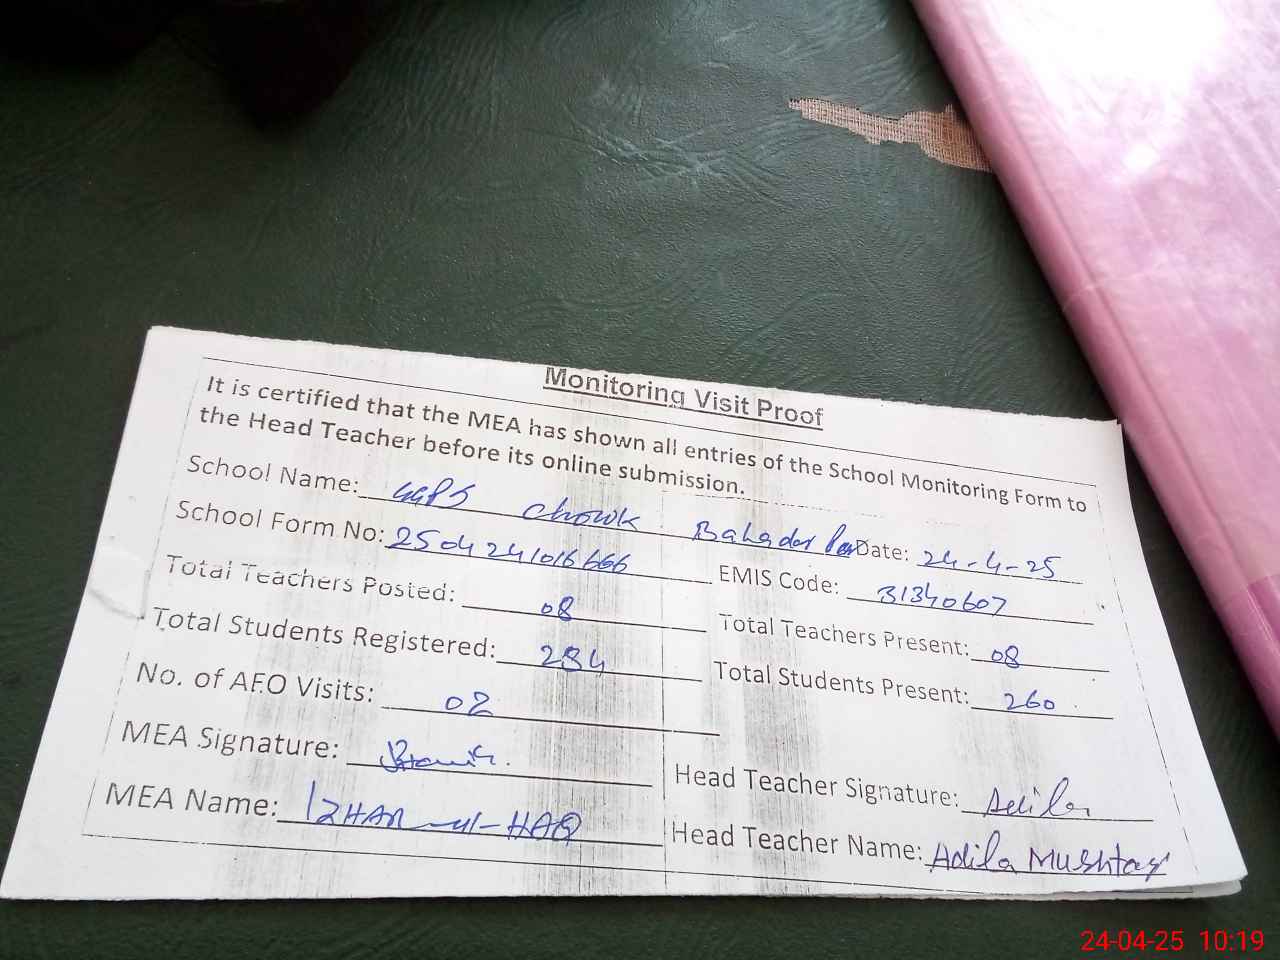 Monitoring Visit Proof
It is certified that the MEA has shown all entries of the School Monitoring Form to
the Head Teacher before its online submission.
School Name: GGPS Chowk Bahadar Pur Date: 24-4-25
School Form No: 2504241016666 EMIS Code: 31340607
Total Teachers Posted: 08 Total Teachers Present: 08
Total Students Registered: 284 Total Students Present: 260
No. of AEO Visits: 02
MEA Signature: Head Teacher Signature: Adila
MEA Name: IZHAR-ul-HAQ Head Teacher Name: Adila Mushtaq
24-04-25 10:19